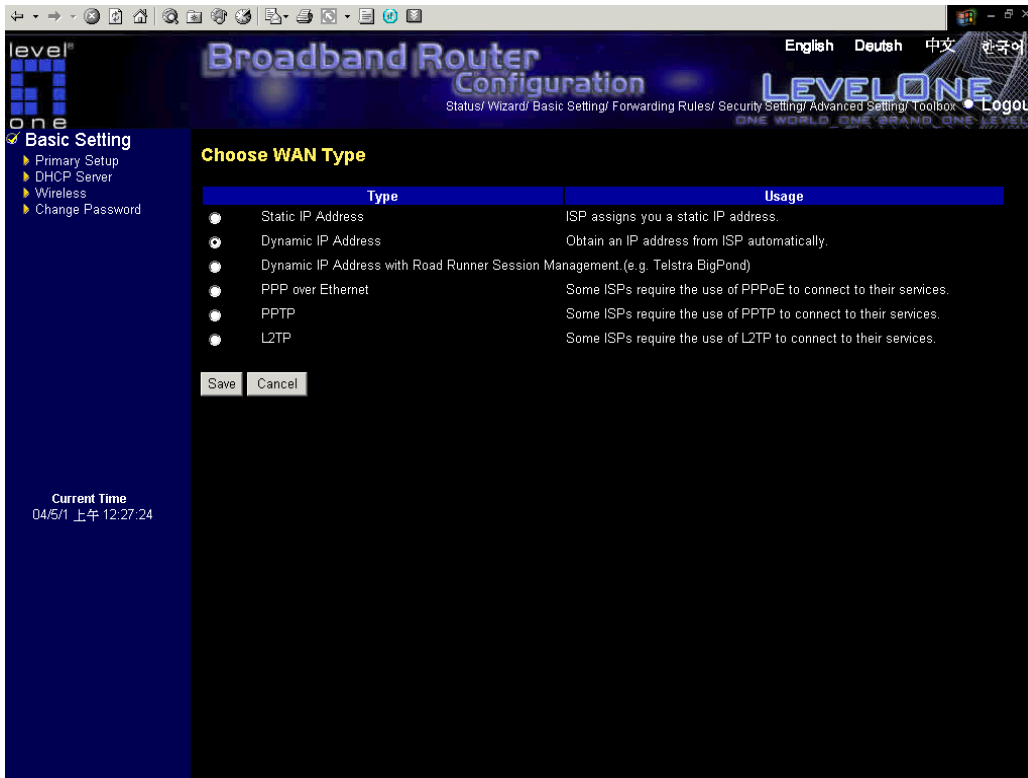 level®
one
Broadband Router
Configuration
English Deutsh 中文 한국어
LEVELONE
Status/ Wizard/ Basic Setting/ Forwarding Rules/ Security Setting/ Advanced Setting/ Toolbox
ONE WORLD_ONE BRAND_ONE LEVEL
Basic Setting
Primary Setup
DHCP Server
Wireless
Change Password
Current Time
04/5/1 上午 12:27:24
Choose WAN Type
Type Usage
Static IP Address ISP assigns you a static IP address.
Dynamic IP Address Obtain an IP address from ISP automatically.
Dynamic IP Address with Road Runner Session Management.(e.g. Telstra BigPond)
PPP over Ethernet Some ISPs require the use of PPPoE to connect to their services.
PPTP Some ISPs require the use of PPTP to connect to their services.
L2TP Some ISPs require the use of L2TP to connect to their services.
Save Cancel